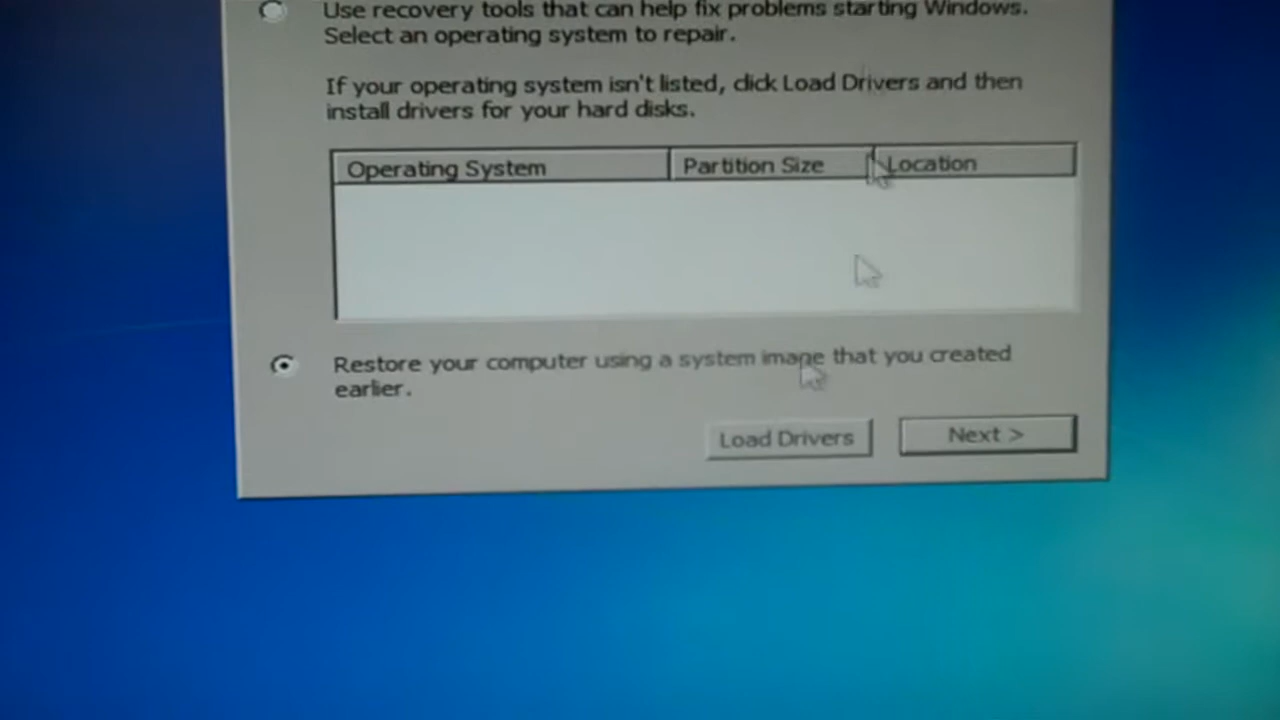 Use recovery tools that can help fix problems starting Windows.
Select an operating system to repair.
If your operating system isn't listed, click Load Drivers and then
install drivers for your hard disks.
Operating System Partition Size Location
Restore your computer using a system image that you created
earlier.
Load Drivers Next >